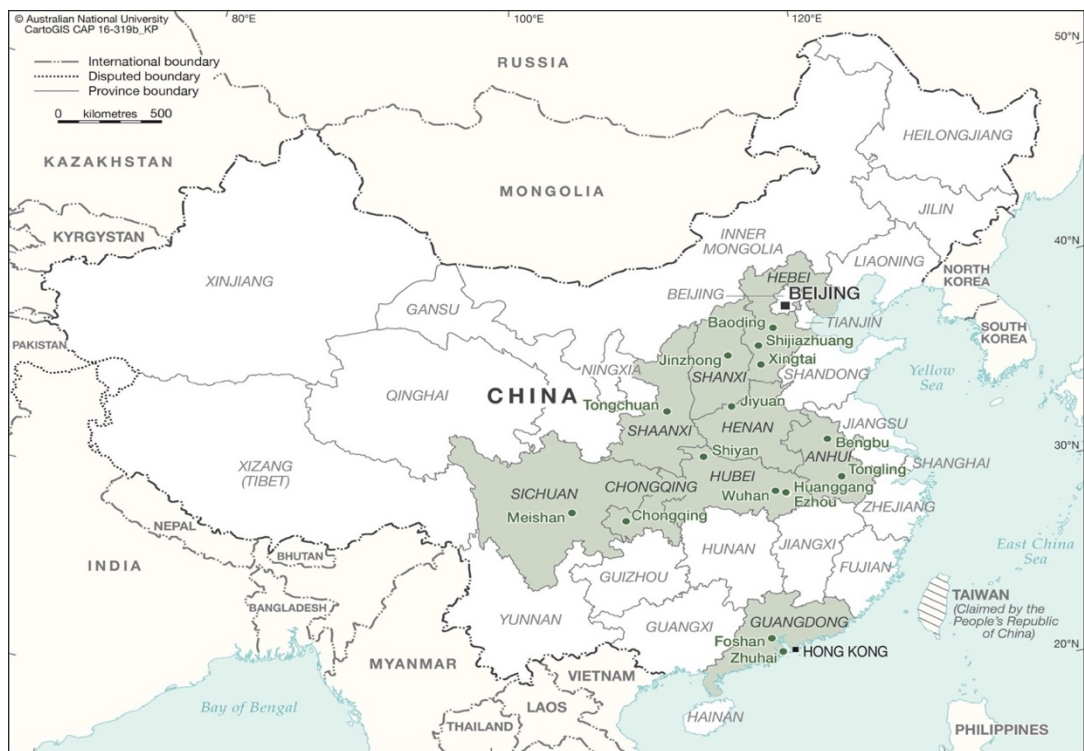 © Australian National University
CartoGIS CAP 16-319b_KP
80°E
100°E
120°E
50°N
International boundary
Disputed boundary
Province boundary
0 kilometres 500
RUSSIA
HEILONGJIANG
KAZAKHSTAN
MONGOLIA
JILIN
INNER
MONGOLIA
40°N
KYRGYSTAN
LIAONING
XINJIANG
HEBEI
NORTH
KOREA
BEIJING
BEIJING
GANSU
TIANJIN
Baoding
SOUTH
KOREA
PAKISTAN
Shijiazhuang
Jinzhong
Xingtai
NINGXIA
SHANXI
SHANDONG
Yellow
Sea
QINGHAI
CHINA
Tongchuan
Jiyuan
SHAANXI
HENAN
JIANGSU
Bengbu
30°N
Shiyan
ANHUI
SHANGHAI
XIZANG
(TIBET)
HUBEI
Tongling
SICHUAN
CHONGQING
Huanggang
Wuhan
Ezhou
ZHEJIANG
Meishan
Chongqing
NEPAL
HUNAN
JIANGXI
East China
Sea
BHUTAN
INDIA
FUJIAN
GUIZHOU
BANGLADESH
TAIWAN
(Claimed by the
People's Republic
of China)
YUNNAN
GUANGXI
GUANGDONG
Foshan
20°N
Zhuhai
HONG KONG
MYANMAR
VIETNAM
LAOS
Bay of Bengal
HAINAN
THAILAND
PHILIPPINES